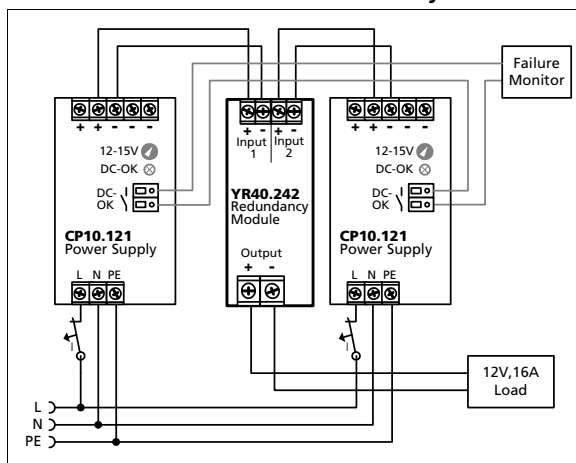 Failure
Monitor
+ + - - -
12-15V
DC-OK
DC-
OK
CP10.121
Power Supply
L N PE
+ - + -
Input Input
1 2
YR40.242
Redundancy
Module
Output
+ -
+ + - - -
12-15V
DC-OK
DC-
OK
CP10.121
Power Supply
L N PE
I
I
12V,16A
Load
L
N
PE